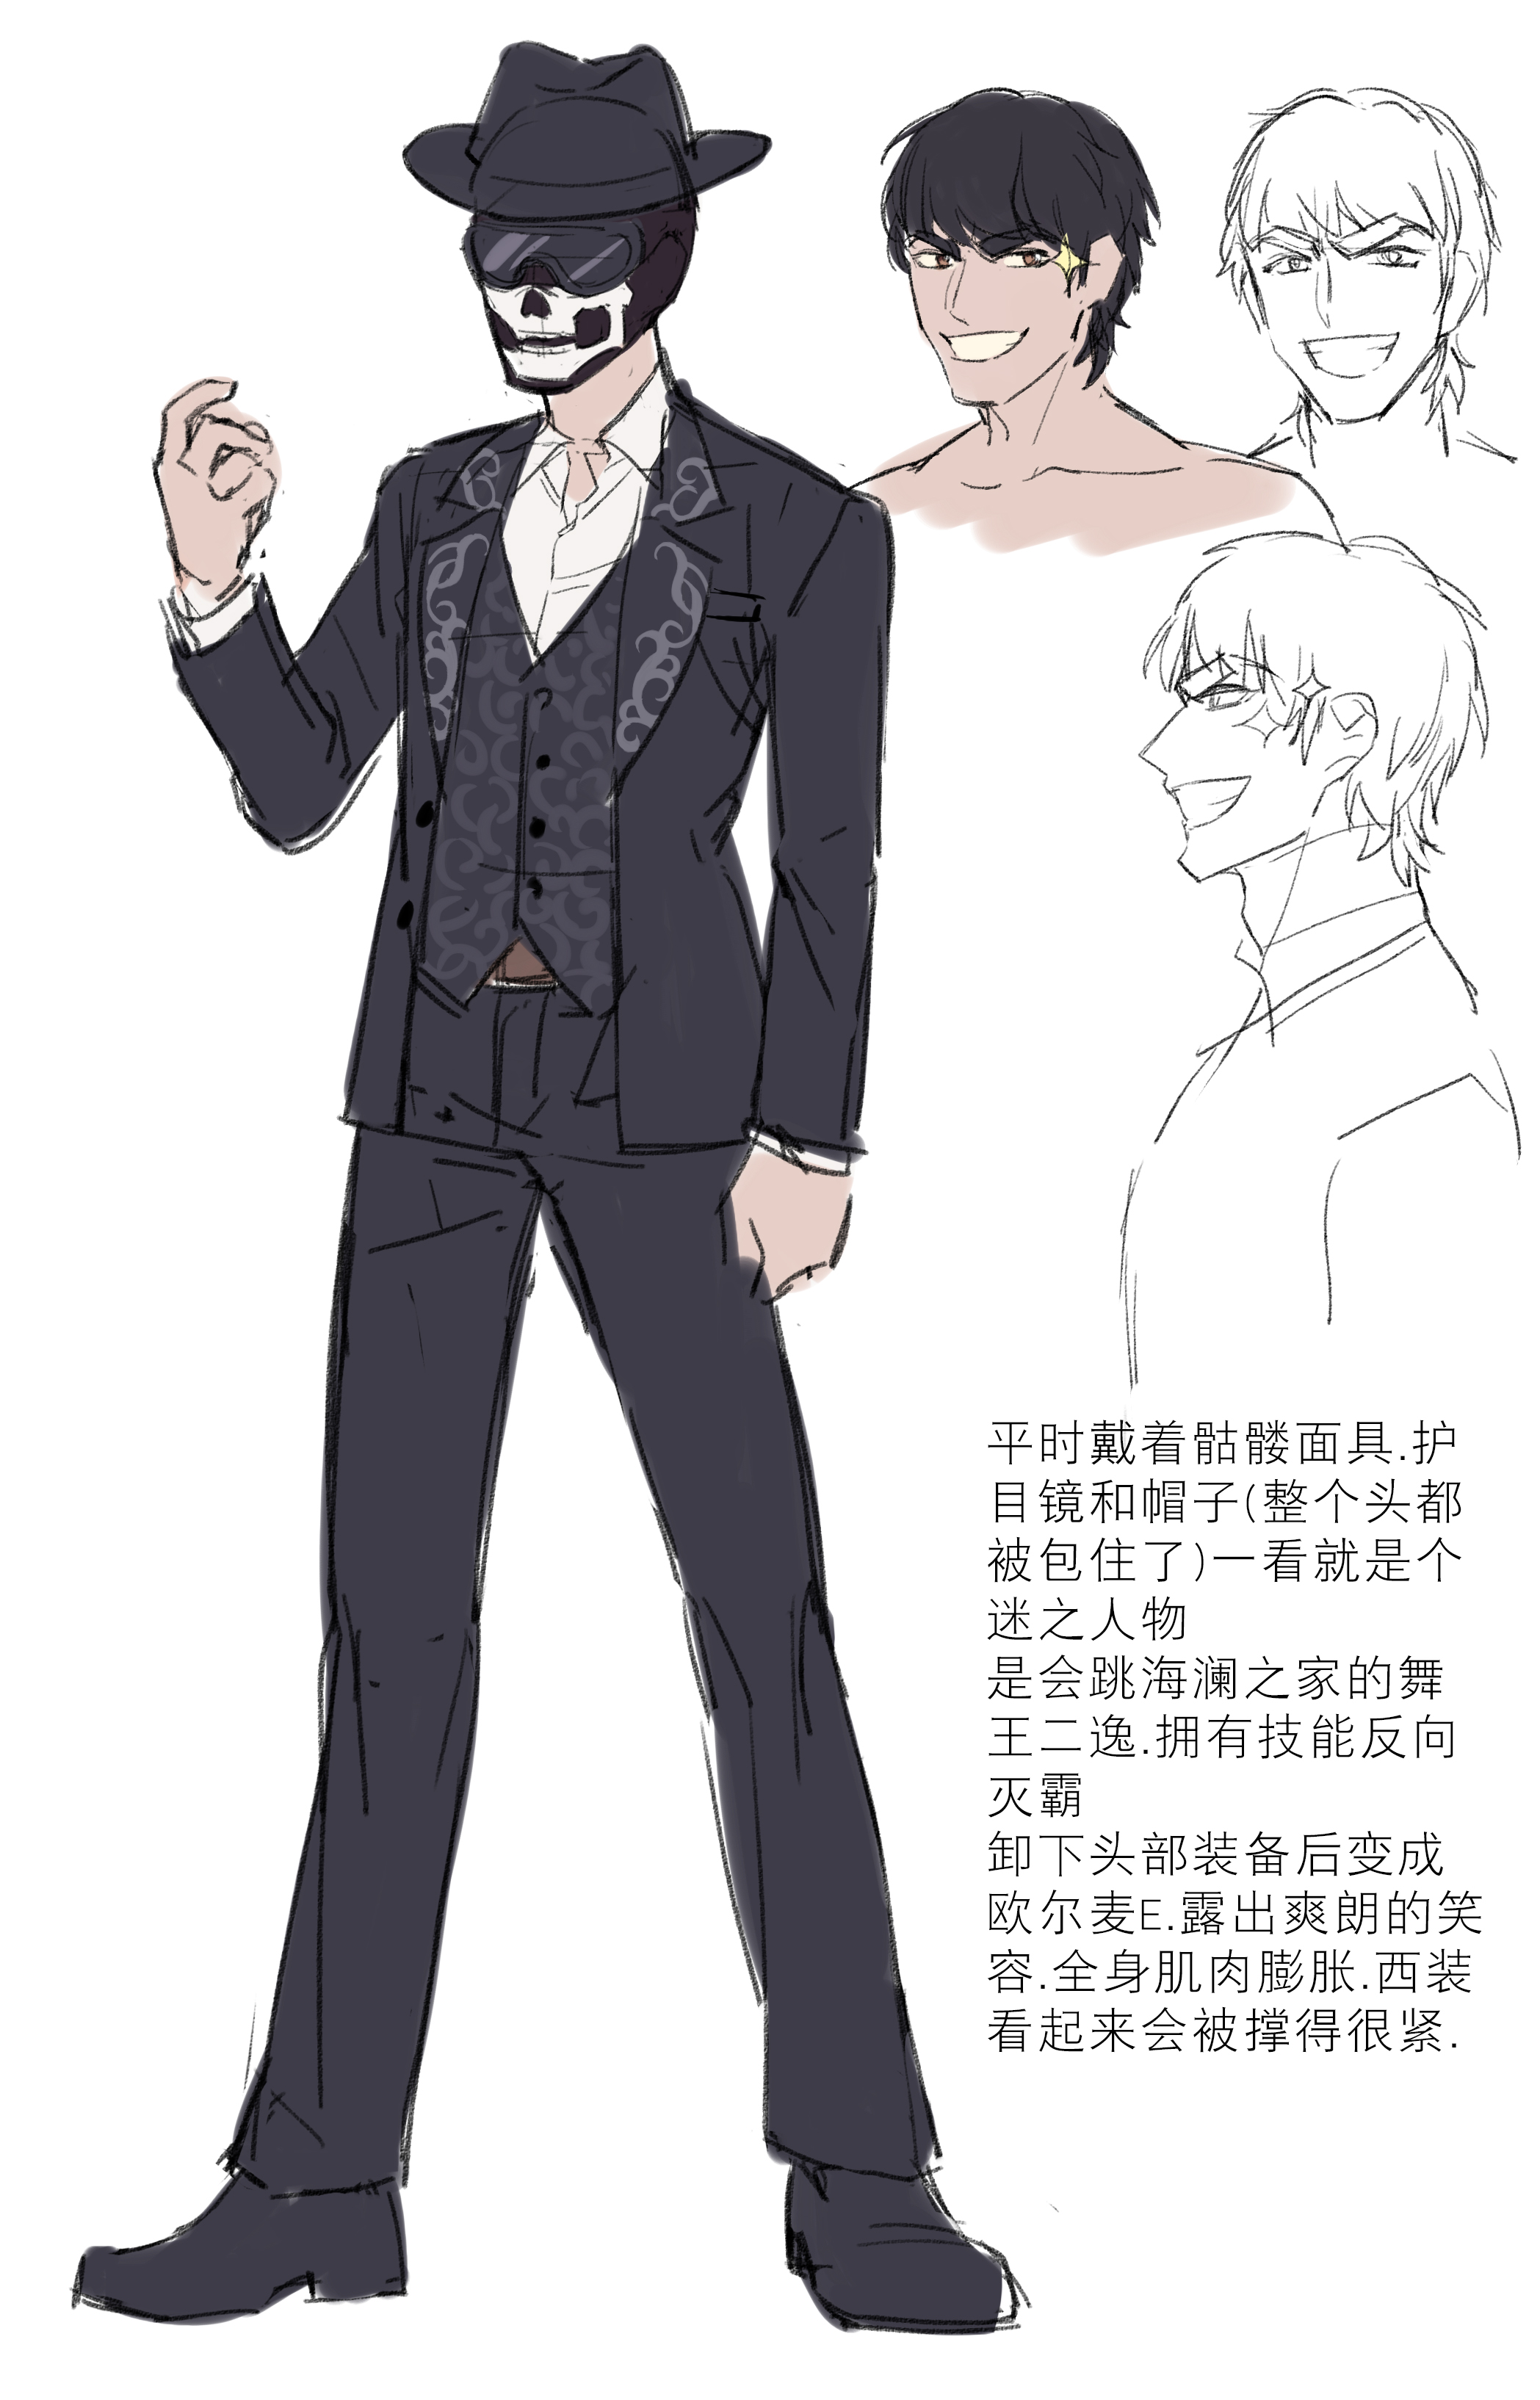 平时戴着骷髅面具.护
目镜和帽子(整个头都
被包住了)一看就是个
迷之人物
是会跳海澜之家的舞
王二逸.拥有技能反向
灭霸
卸下头部装备后变成
欧尔麦E.露出爽朗的笑
容.全身肌肉膨胀.西装
看起来会被撑得很紧.